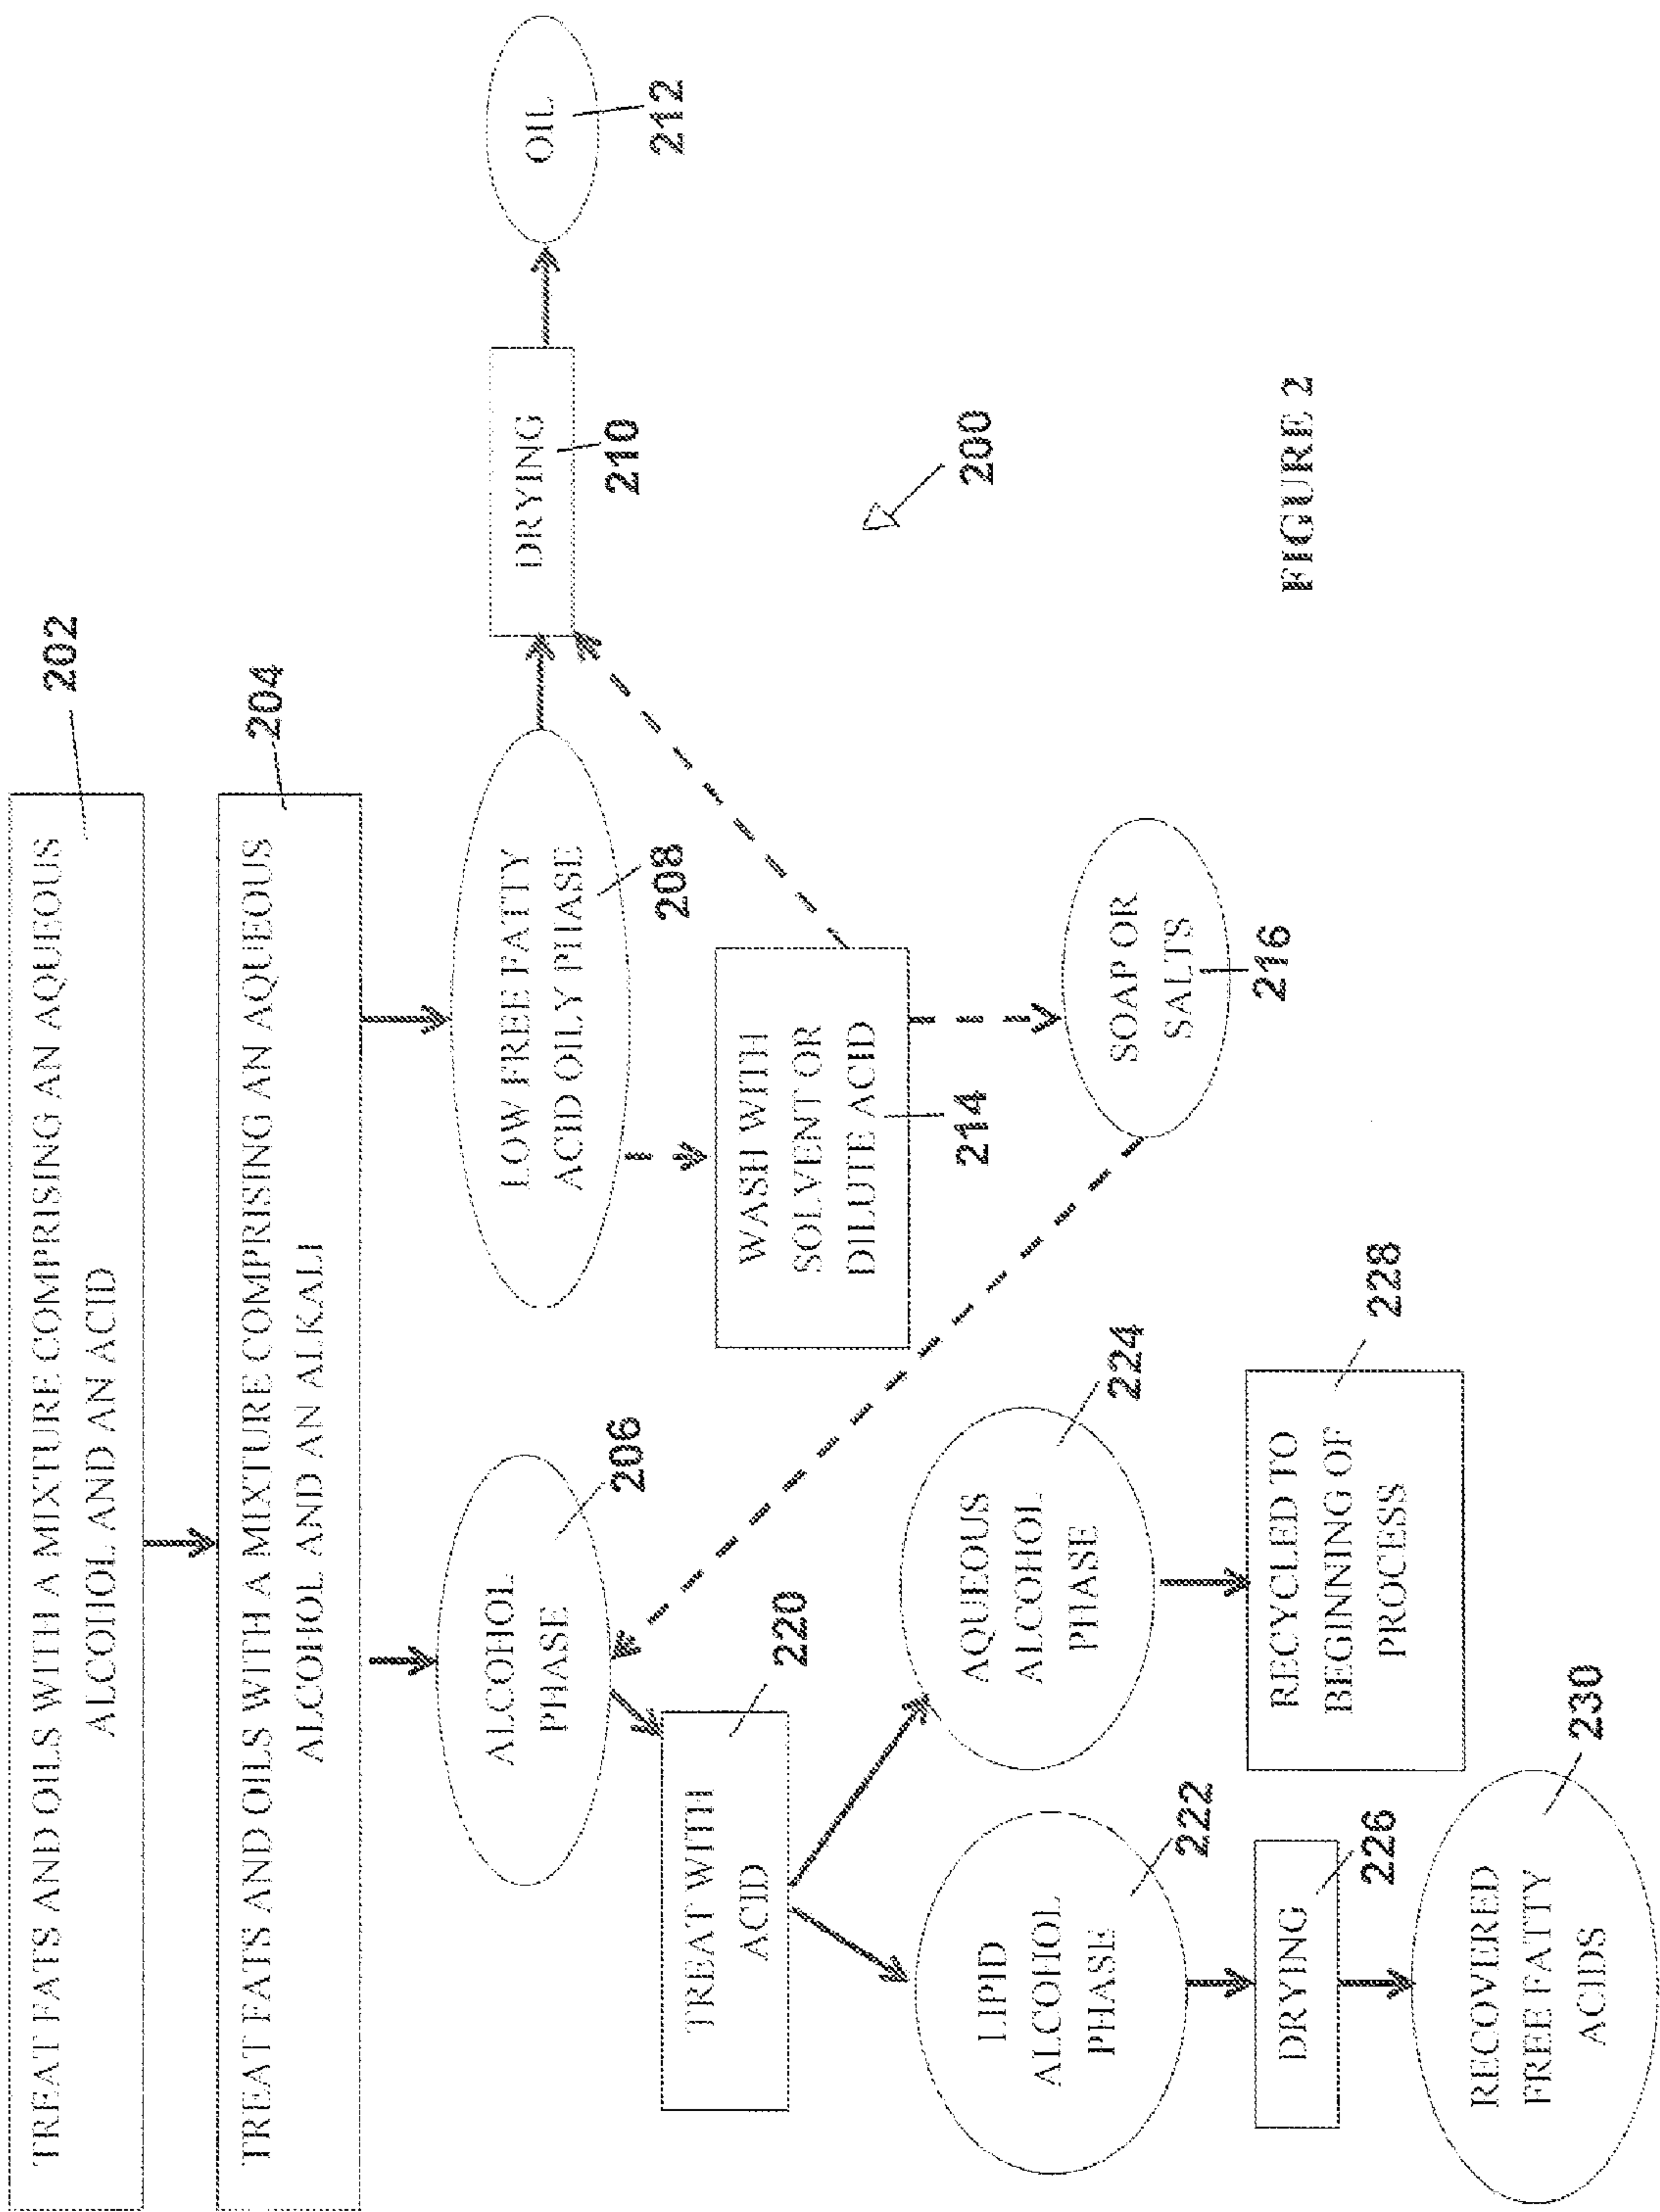 TREAT FATS AND OILS WITH A MIXTURE COMPRISING AN AQUEOUS
ALCOHOL AND AN ACID
202
TREAT FATS AND OILS WITH A MIXTURE COMPRISING AN AQUEOUS
ALCOHOL AND AN ALKALI
204
ALCOHOL
PHASE
206
LOW FREE FATTY
ACID OILY PHASE
208
DRYING
210
OIL
212
TREAT WITH
ACID
220
WASH WITH
SOLVENT OR
DILUTE ACID
214
LIPID
ALCOHOL
PHASE
222
AQUEOUS
ALCOHOL
PHASE
224
SOAP OR
SALTS
216
200
DRYING
226
RECYCLED TO
BEGINNING OF
PROCESS
228
RECOVERED
FREE FATTY
ACIDS
230
FIGURE 2